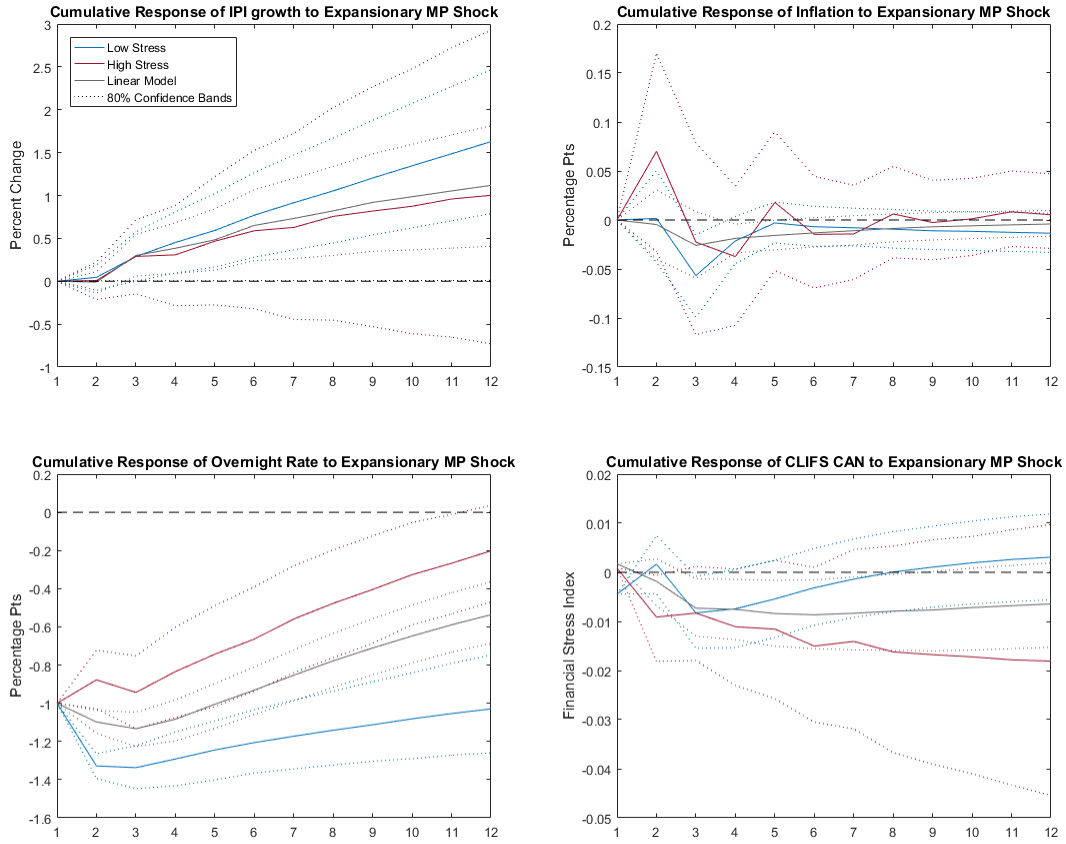 Cumulative Response of IPI growth to Expansionary MP Shock
3
2.5
2
1.5
1
0.5
0
-0.5
-1
Percent Change
Low Stress
High Stress
Linear Model
80% Confidence Bands
1 2 3 4 5 6 7 8 9 10 11 12
Cumulative Response of Inflation to Expansionary MP Shock
0.2
0.15
0.1
0.05
0
-0.05
-0.1
-0.15
Percentage Pts
1 2 3 4 5 6 7 8 9 10 11 12
Cumulative Response of Overnight Rate to Expansionary MP Shock
0.2
0
-0.2
-0.4
-0.6
-0.8
-1
-1.2
-1.4
-1.6
Percentage Pts
1 2 3 4 5 6 7 8 9 10 11 12
Cumulative Response of CLIFS CAN to Expansionary MP Shock
0.02
0.01
0
-0.01
-0.02
-0.03
-0.04
-0.05
Financial Stress Index
1 2 3 4 5 6 7 8 9 10 11 12